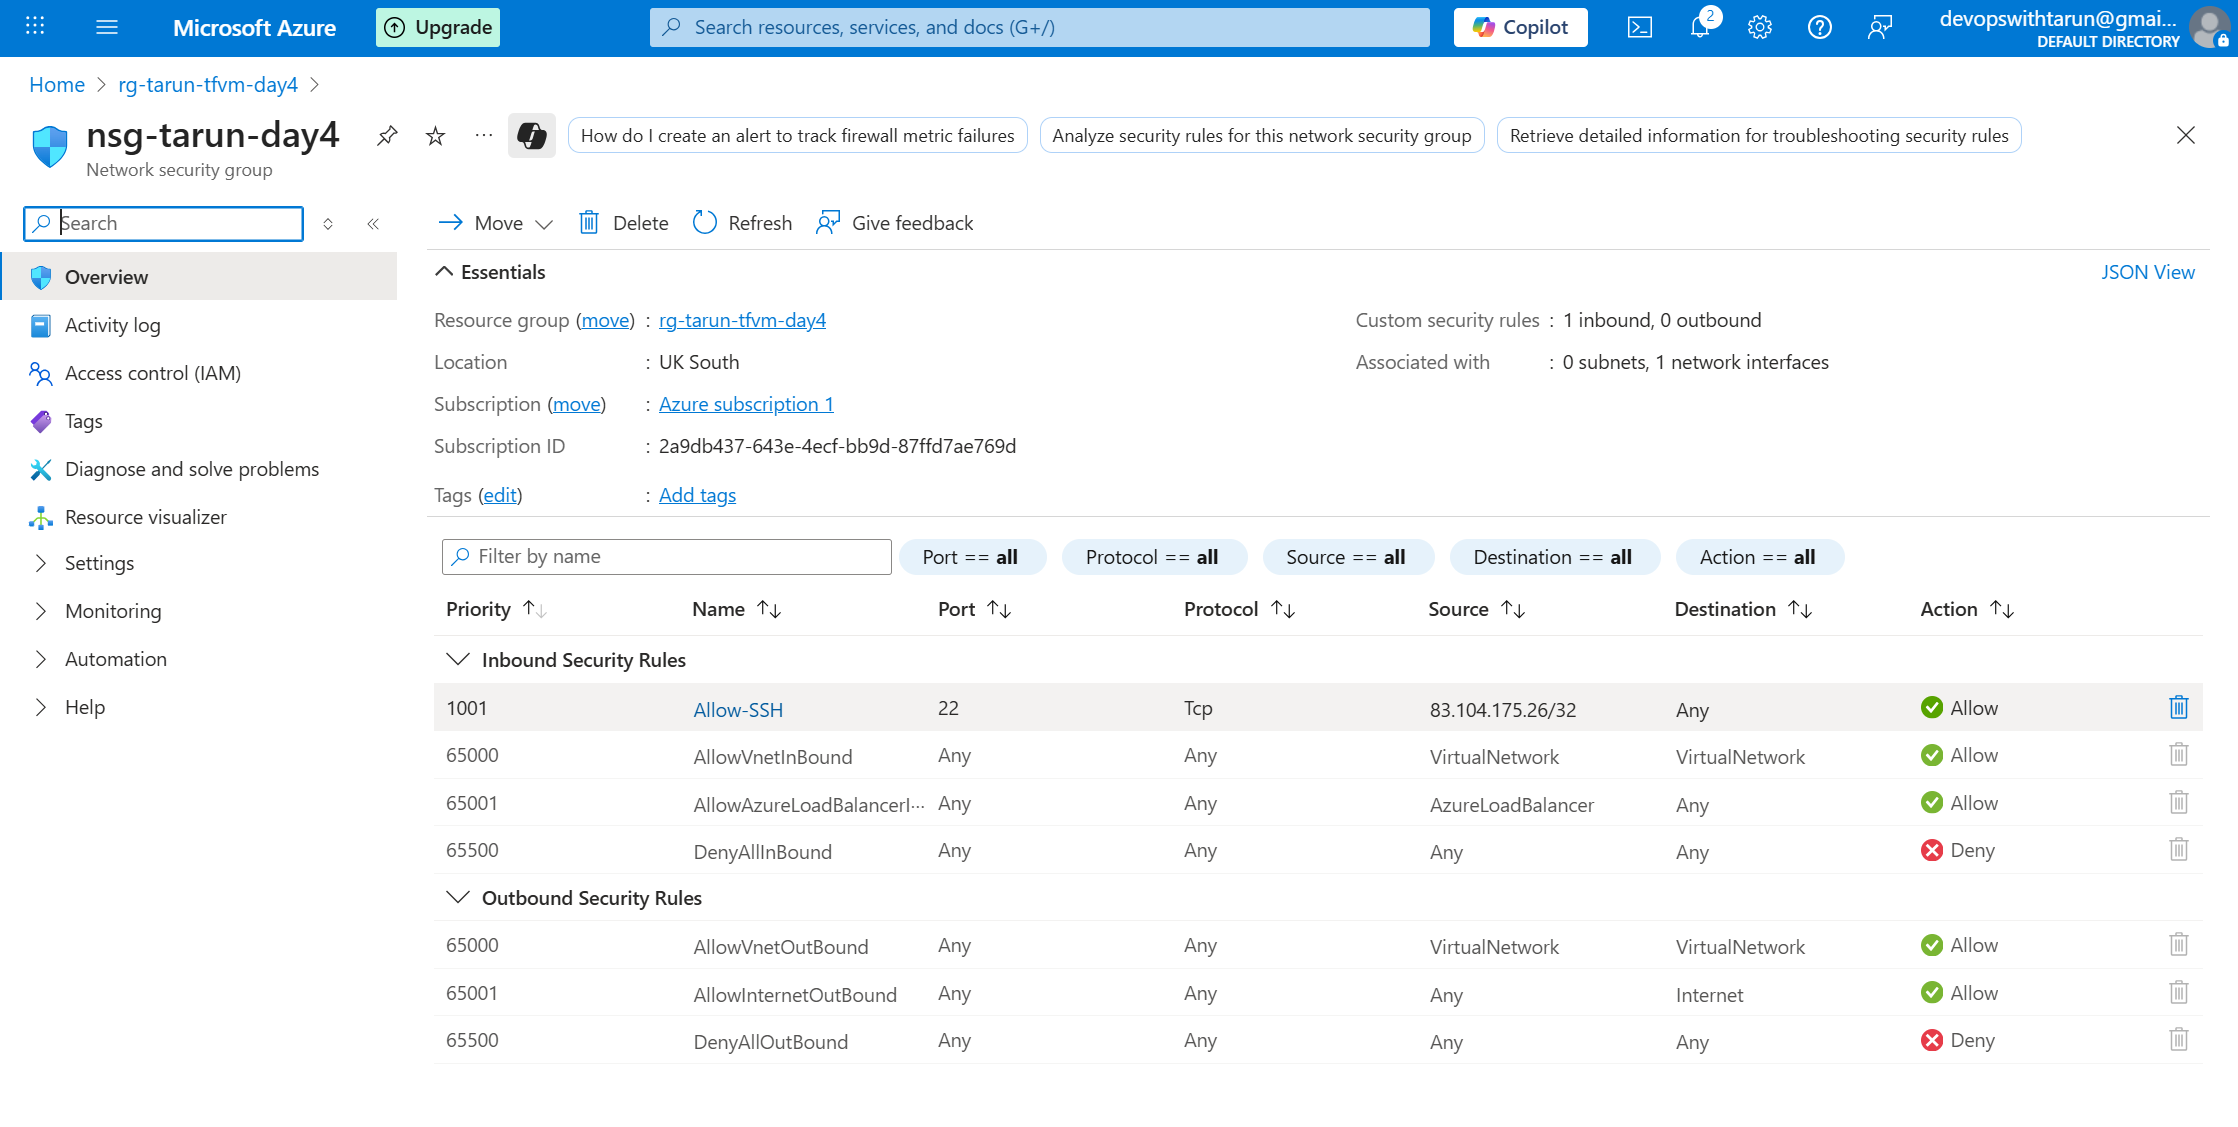 Microsoft Azure
Upgrade
Search resources, services, and docs (G+/)
Copilot
2
devopswithtarun@gmai...
DEFAULT DIRECTORY
Home > rg-tarun-tfvm-day4 >
nsg-tarun-day4
Network security group
How do I create an alert to track firewall metric failures
Analyze security rules for this network security group
Retrieve detailed information for troubleshooting security rules
Search
Overview
Activity log
Access control (IAM)
Tags
Diagnose and solve problems
Resource visualizer
Settings
Monitoring
Automation
Help
Move Delete Refresh Give feedback
Essentials
JSON View
Resource group (move) : rg-tarun-tfvm-day4
Location : UK South
Subscription (move) : Azure subscription 1
Subscription ID : 2a9db437-643e-4ecf-bb9d-87ffd7ae769d
Tags (edit) : Add tags
Custom security rules : 1 inbound, 0 outbound
Associated with : 0 subnets, 1 network interfaces
Filter by name
Port == all
Protocol == all
Source == all
Destination == all
Action == all
Priority Name Port Protocol Source Destination Action
Inbound Security Rules
1001 Allow-SSH 22 Tcp 83.104.175.26/32 Any Allow
65000 AllowVnetInBound Any Any VirtualNetwork VirtualNetwork Allow
65001 AllowAzureLoadBalancerI... Any Any AzureLoadBalancer Any Allow
65500 DenyAllInBound Any Any Any Any Deny
Outbound Security Rules
65000 AllowVnetOutBound Any Any VirtualNetwork VirtualNetwork Allow
65001 AllowInternetOutBound Any Any Any Internet Allow
65500 DenyAllOutBound Any Any Any Any Deny